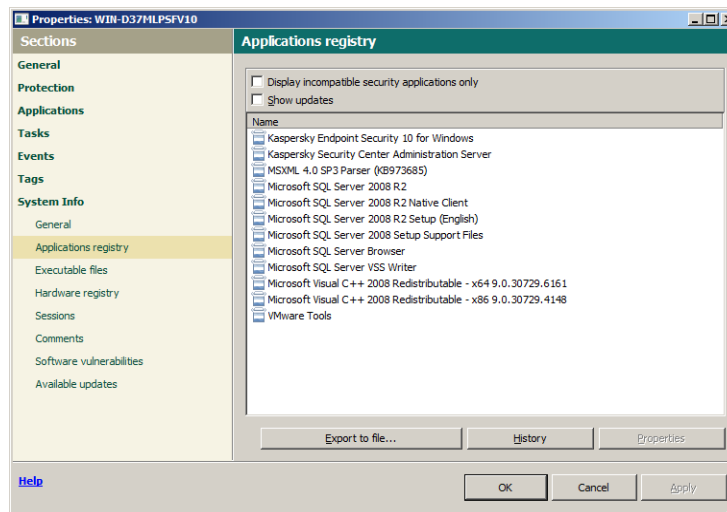 Properties: WIN-D37MLPSFV10
Sections
Applications registry
General
Protection
Applications
Tasks
Events
Tags
System Info
General
Applications registry
Executable files
Hardware registry
Sessions
Comments
Software vulnerabilities
Available updates
Display incompatible security applications only
Show updates
Name
Kaspersky Endpoint Security 10 for Windows
Kaspersky Security Center Administration Server
MSXML 4.0 SP3 Parser (KB973685)
Microsoft SQL Server 2008 R2
Microsoft SQL Server 2008 R2 Native Client
Microsoft SQL Server 2008 R2 Setup (English)
Microsoft SQL Server 2008 Setup Support Files
Microsoft SQL Server Browser
Microsoft SQL Server VSS Writer
Microsoft Visual C++ 2008 Redistributable - x64 9.0.30729.6161
Microsoft Visual C++ 2008 Redistributable - x86 9.0.30729.4148
VMware Tools
Export to file...
History
Properties
Help
OK
Cancel
Apply